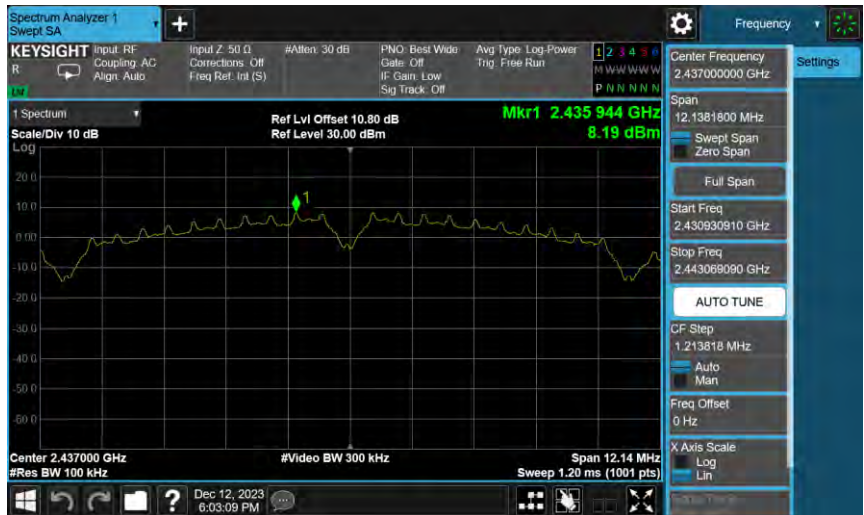 Spectrum Analyzer 1
Swept SA
+
Frequency
KEYSIGHT
R
LXI
Input: RF
Coupling: AC
Align: Auto
Input Z: 50 Ω
Corrections: Off
Freq Ref: Int (S)
#Atten: 30 dB
PNO: Best Wide
Gate: Off
IF Gain: Low
Sig Track: Off
Avg Type: Log-Power
Trig: Free Run
1 2 3 4 5 6
M W W W W W
P N N N N N
1 Spectrum
Scale/Div 10 dB
Ref Lvl Offset 10.80 dB
Ref Level 30.00 dBm
Mkr1 2.435 944 GHz
8.19 dBm
Log
20.0
10.0
0.00
-10.0
-20.0
-30.0
-40.0
-50.0
-60.0
1
Center 2.437000 GHz
#Res BW 100 kHz
#Video BW 300 kHz
Span 12.14 MHz
Sweep 1.20 ms (1001 pts)
Dec 12, 2023
6:03:09 PM
?
Center Frequency
2.437000000 GHz
Settings
Span
12.1381800 MHz
Swept Span
Zero Span
Full Span
Start Freq
2.430930910 GHz
Stop Freq
2.443069090 GHz
AUTO TUNE
CF Step
1.213818 MHz
Auto
Man
Freq Offset
0 Hz
X Axis Scale
Log
Lin